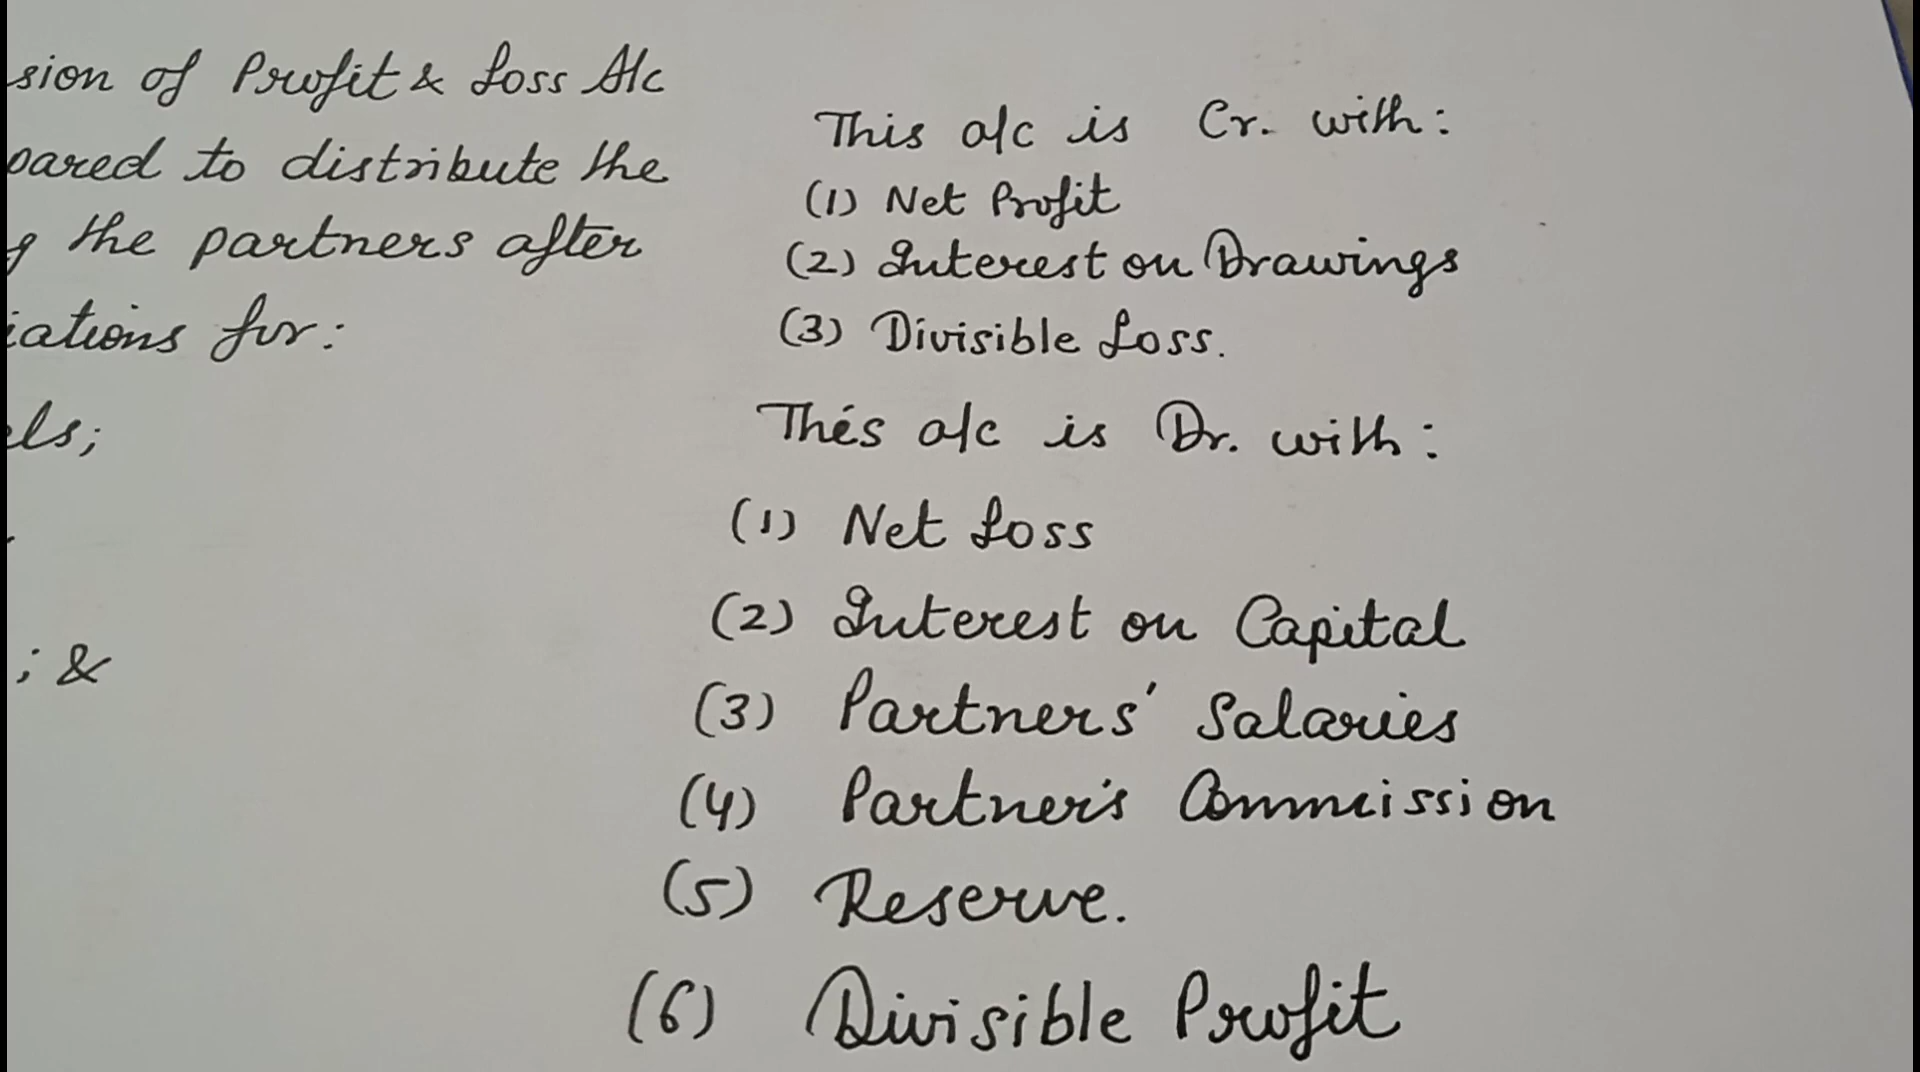 sion of Profit & Loss A/c
pared to distribute the
g the partners after
iations for:
els;
; &
This a/c is Cr. with:
(1) Net Profit
(2) Interest on Drawings
(3) Divisible Loss.
This a/c is Dr. with:
(1) Net Loss
(2) Interest on Capital
(3) Partners' Salaries
(4) Partner's Commission
(5) Reserve.
(6) Divisible Profit